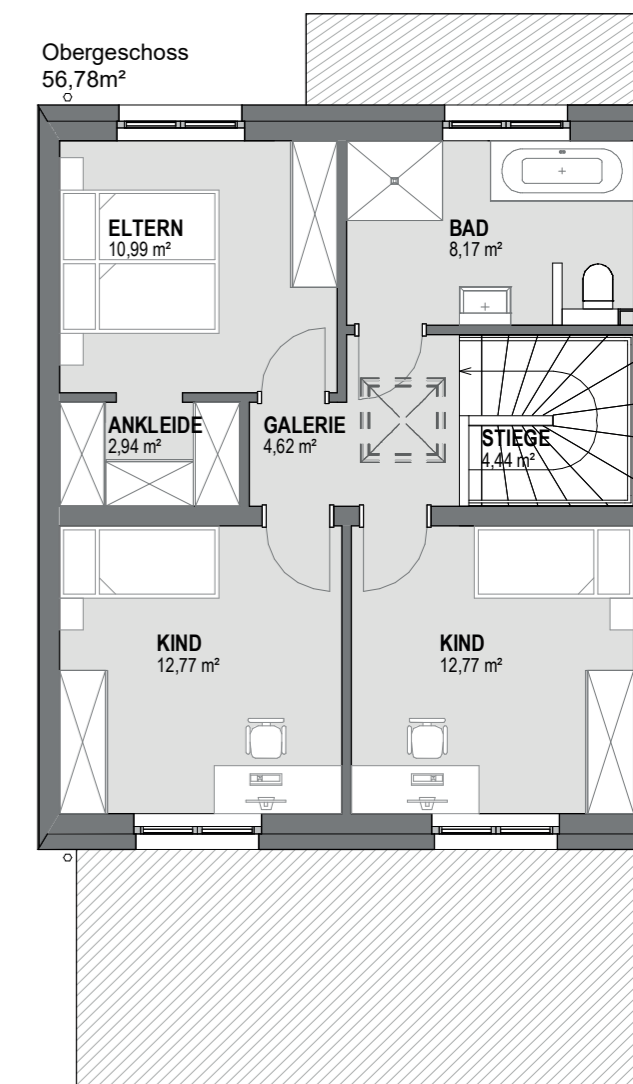 Obergeschoss
56,78m²
ELTERN
10,99 m²
BAD
8,17 m²
ANKLEIDE
2,94 m²
GALERIE
4,62 m²
STIEGE
4,44 m²
KIND
12,77 m²
KIND
12,77 m²